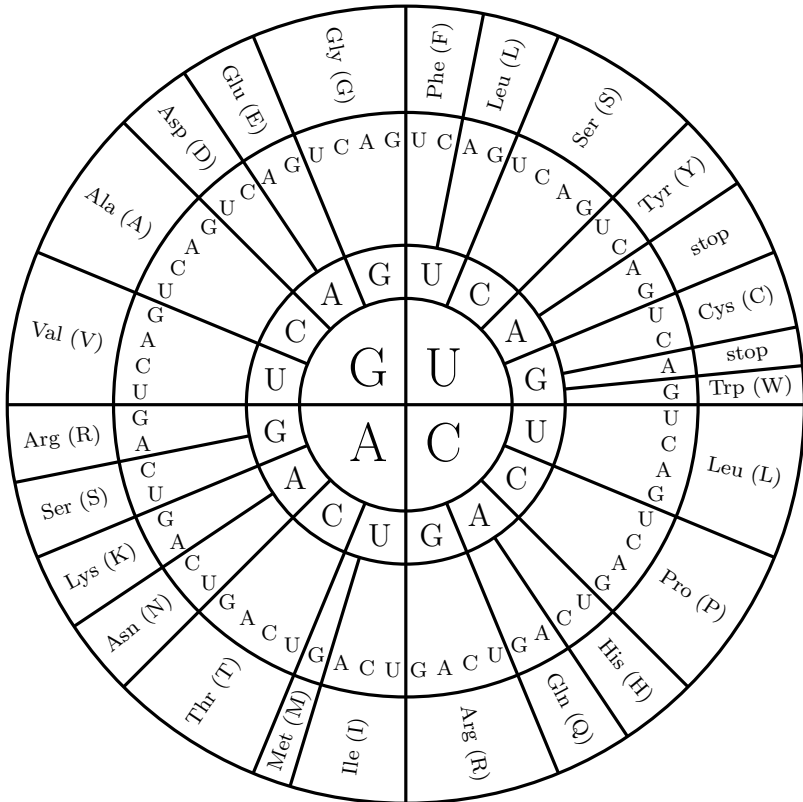 Phe (F)
Leu (L)
Ser (S)
Tyr (Y)
stop
Cys (C)
stop
Trp (W)
Leu (L)
Pro (P)
His (H)
Gln (Q)
Arg (R)
Ile (I)
Met (M)
Thr (T)
Asn (N)
Lys (K)
Ser (S)
Arg (R)
Val (V)
Ala (A)
Asp (D)
Glu (E)
Gly (G)
U C A G U C A G U C A G U C A G
U C A G U C A G U C A G U C A G
U C A G U C A G U C A G U C A G
U C A G U C A G U C A G U C A G
U C A G
U C A G
U C A G
U C A G
G U
A C